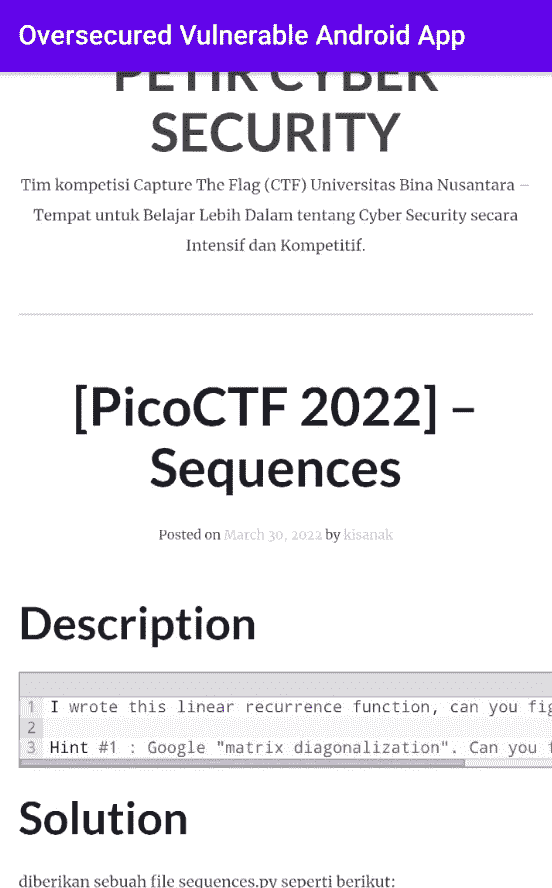 Oversecured Vulnerable Android App
PETIR CYBER
SECURITY
Tim kompetisi Capture The Flag (CTF) Universitas Bina Nusantara –
Tempat untuk Belajar Lebih Dalam tentang Cyber Security secara
Intensif dan Kompetitif.
[PicoCTF 2022] –
Sequences
Posted on March 30, 2022 by kisanak
Description
1 I wrote this linear recurrence function, can you fig
2
3 Hint #1 : Google "matrix diagonalization". Can you f
Solution
diberikan sebuah file sequences.py seperti berikut: